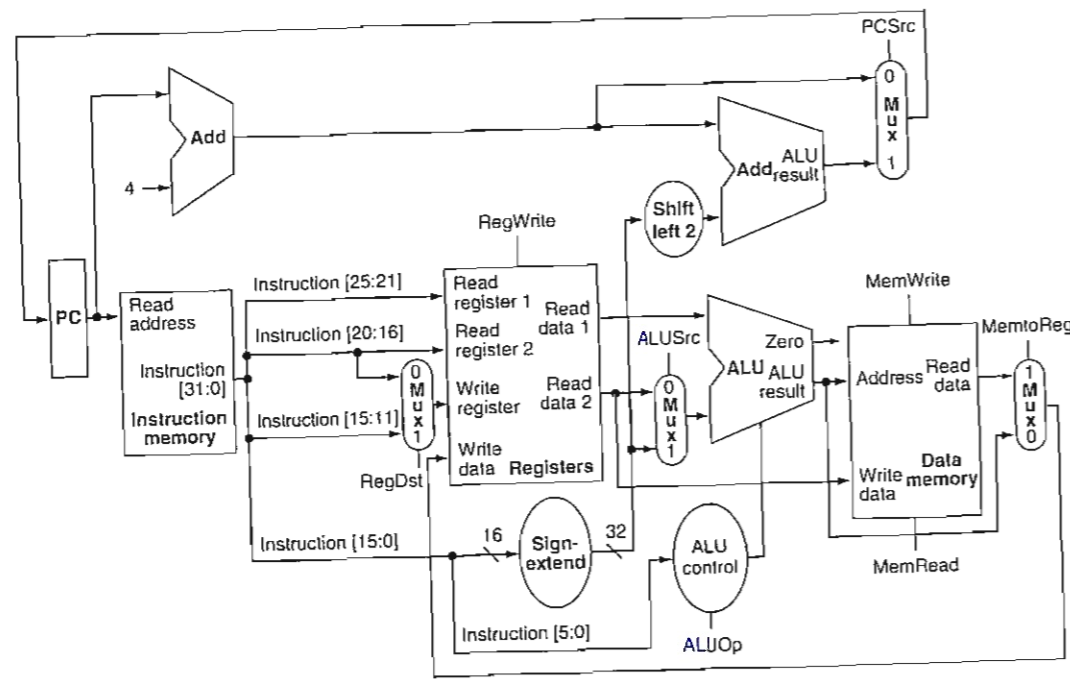 PCSrc
0
Mux
1
Add
4
Add
ALU
result
Shift
left 2
RegWrite
PC
Read
address
Instruction
[31:0]
Instruction
memory
Instruction [25:21]
Instruction [20:16]
Instruction [15:11]
Instruction [15:0]
Instruction [5:0]
0
Mux
1
RegDst
Read
register 1
Read
register 2
Write
register
Write
data
Read
data 1
Read
data 2
Registers
ALUSrc
0
Mux
1
Zero
ALU
ALU
result
MemWrite
Address
Read
data
Write
data
Data
memory
MemRead
MemtoReg
1
Mux
0
16
Sign-
extend
32
ALU
control
ALUOp